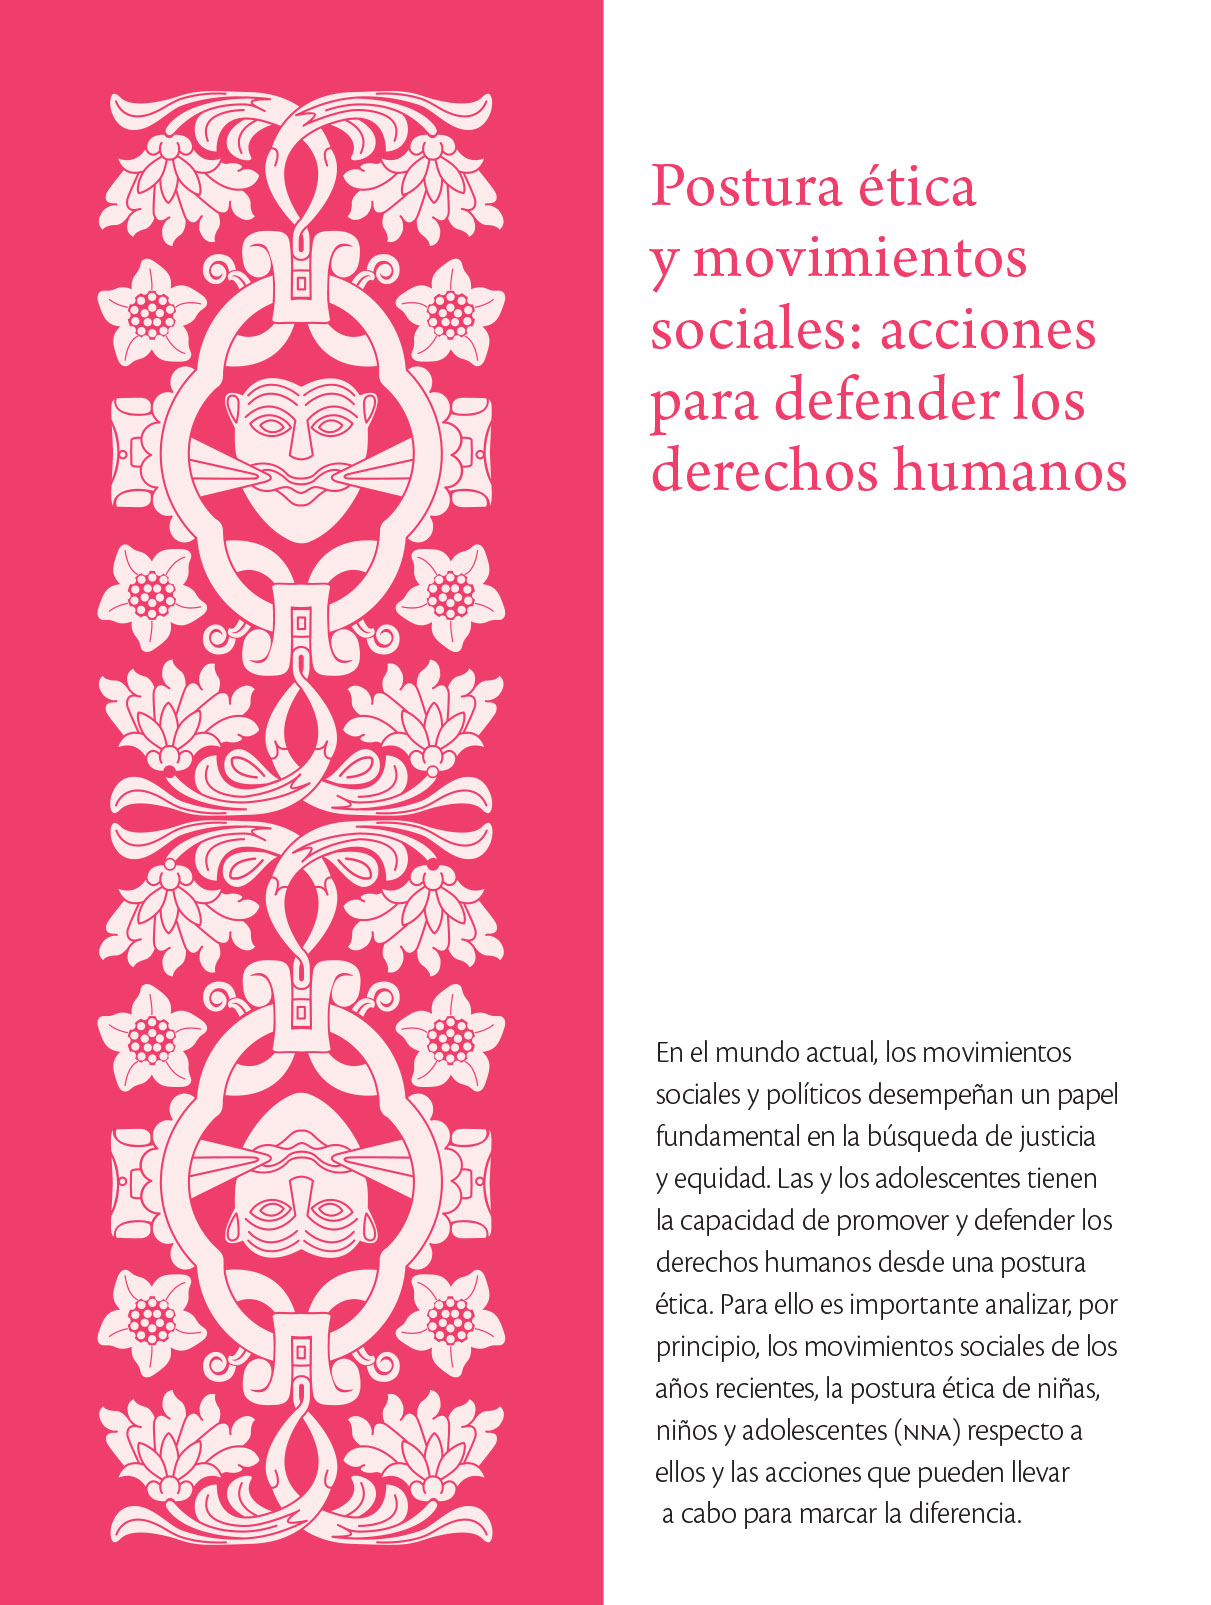 Postura ética
y movimientos
sociales: acciones
para defender los
derechos humanos
En el mundo actual, los movimientos
sociales y políticos desempeñan un papel
fundamental en la búsqueda de justicia
y equidad. Las y los adolescentes tienen
la capacidad de promover y defender los
derechos humanos desde una postura
ética. Para ello es importante analizar, por
principio, los movimientos sociales de los
años recientes, la postura ética de niñas,
niños y adolescentes (NNA) respecto a
ellos y las acciones que pueden llevar
a cabo para marcar la diferencia.